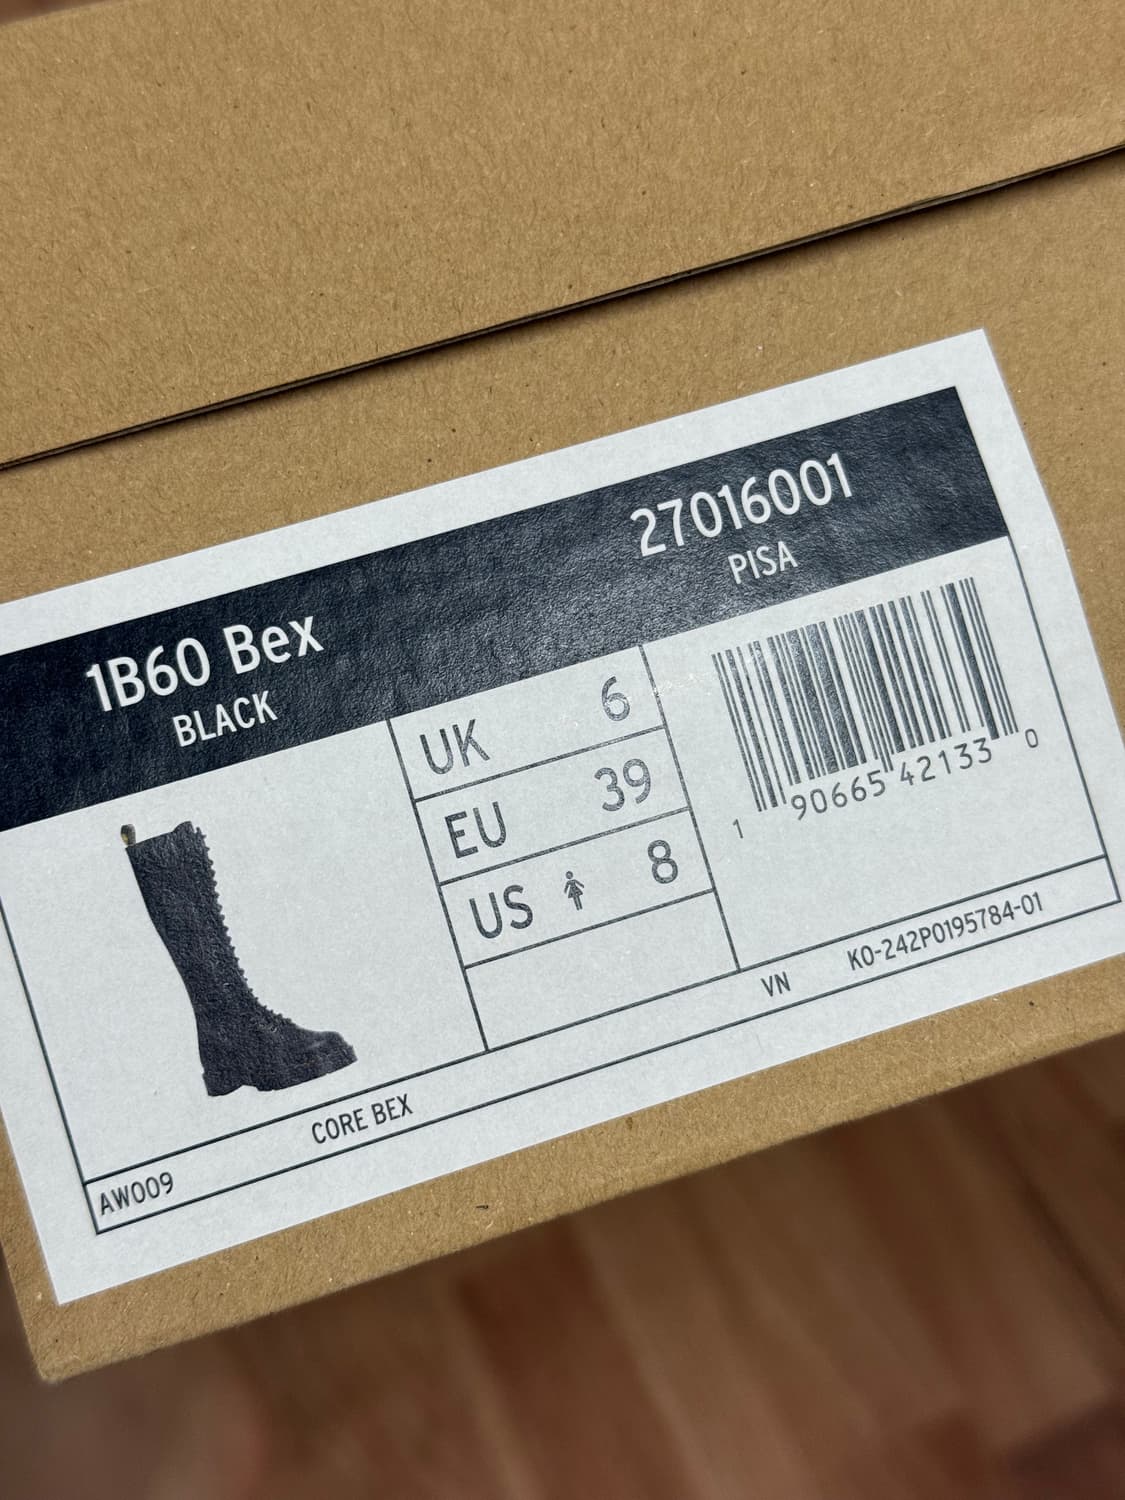 1B60 Bex
BLACK
27016001
PISA
UK 6
EU 39
US 8
1 90665 42133 0
AW009
CORE BEX
VN
K0-242P0195784-01